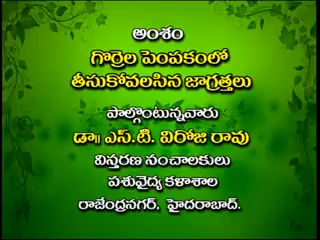 అంశం
గొర్రెల పెంపకంలో
తీసుకోవలసిన జాగ్రత్తలు
పాల్గొంటున్నవారు
డా॥ ఎస్.టి. విరోజి రావు
విస్తరణ సంచాలకులు
పశువైద్య కళాశాల
రాజేంద్రనగర్, హైదరాబాద్.